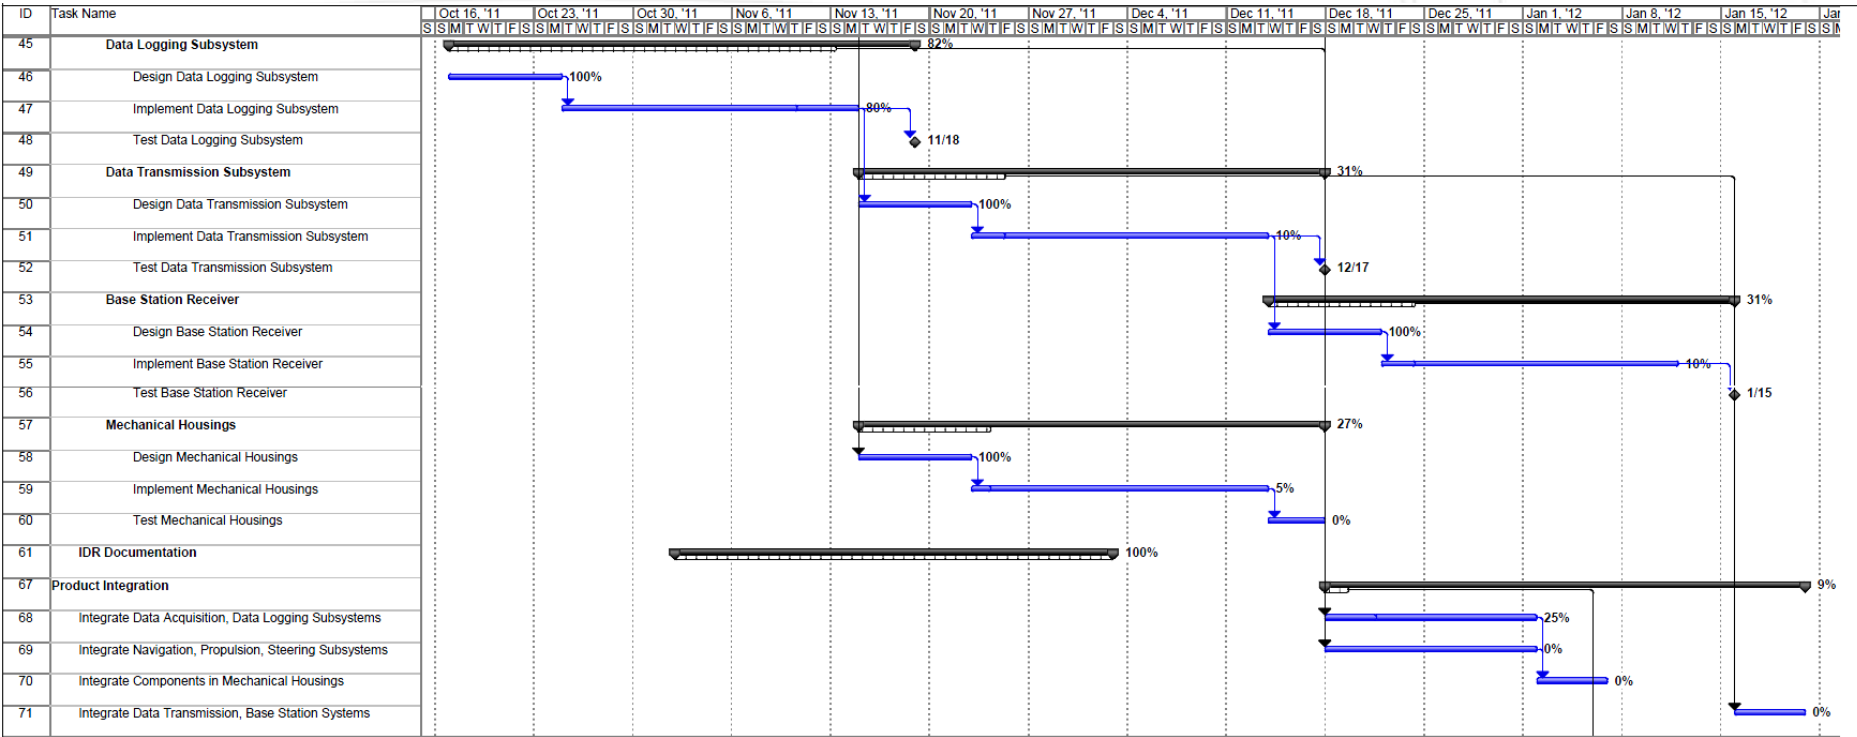 ID Task Name Oct 16, '11 Oct 23, '11 Oct 30, '11 Nov 6, '11 Nov 13, '11 Nov 20, '11 Nov 27, '11 Dec 4, '11 Dec 11, '11 Dec 18, '11 Dec 25, '11 Jan 1, '12 Jan 8, '12 Jan 15, '12
S S M T W T F S S M T W T F S S M T W T F S S M T W T F S S M T W T F S S M T W T F S S M T W T F S S M T W T F S S M T W T F S S M T W T F S S M T W T F S S M T W T F S S M T W T F S S M T W T F S S
45 Data Logging Subsystem 82%
46 Design Data Logging Subsystem 100%
47 Implement Data Logging Subsystem 80%
48 Test Data Logging Subsystem 11/18
49 Data Transmission Subsystem 31%
50 Design Data Transmission Subsystem 100%
51 Implement Data Transmission Subsystem 10%
52 Test Data Transmission Subsystem 12/17
53 Base Station Receiver 31%
54 Design Base Station Receiver 100%
55 Implement Base Station Receiver 10%
56 Test Base Station Receiver 1/15
57 Mechanical Housings 27%
58 Design Mechanical Housings 100%
59 Implement Mechanical Housings 5%
60 Test Mechanical Housings 0%
61 IDR Documentation 100%
67 Product Integration 9%
68 Integrate Data Acquisition, Data Logging Subsystems 25%
69 Integrate Navigation, Propulsion, Steering Subsystems 0%
70 Integrate Components in Mechanical Housings 0%
71 Integrate Data Transmission, Base Station Systems 0%